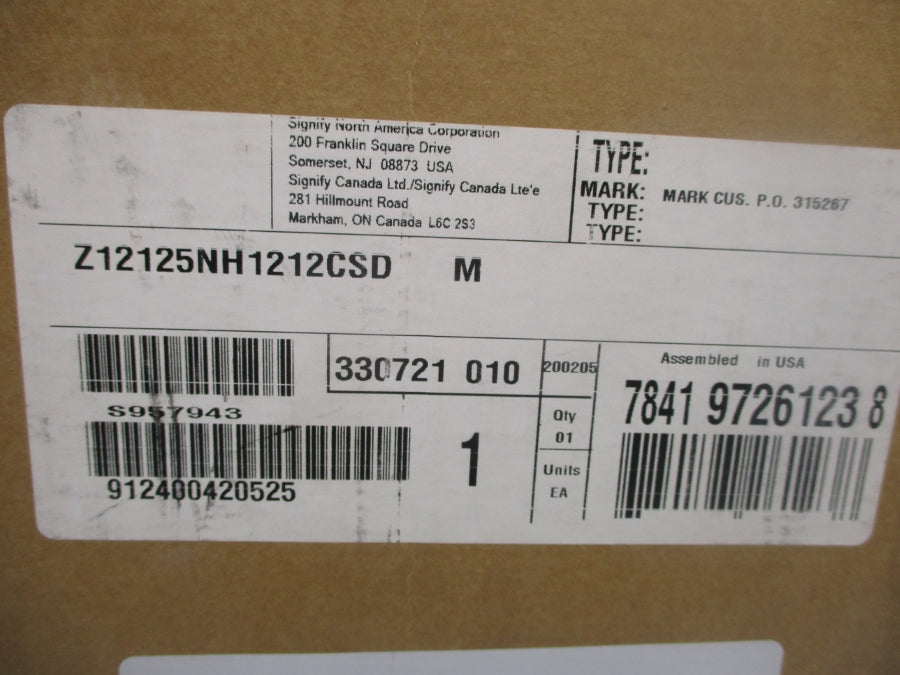 Signify North America Corporation
200 Franklin Square Drive
Somerset, NJ 08873 USA
Signify Canada Ltd./Signify Canada Lte'e
281 Hillmount Road
Markham, ON Canada L6C 2S3
TYPE:
MARK: MARK CUS. P.O. 315267
TYPE:
TYPE:
Z12125NH1212CSD M
S957943
912400420525
330721 010
1
200205
Qty
01
Units
EA
Assembled in USA
7841 9726123 8